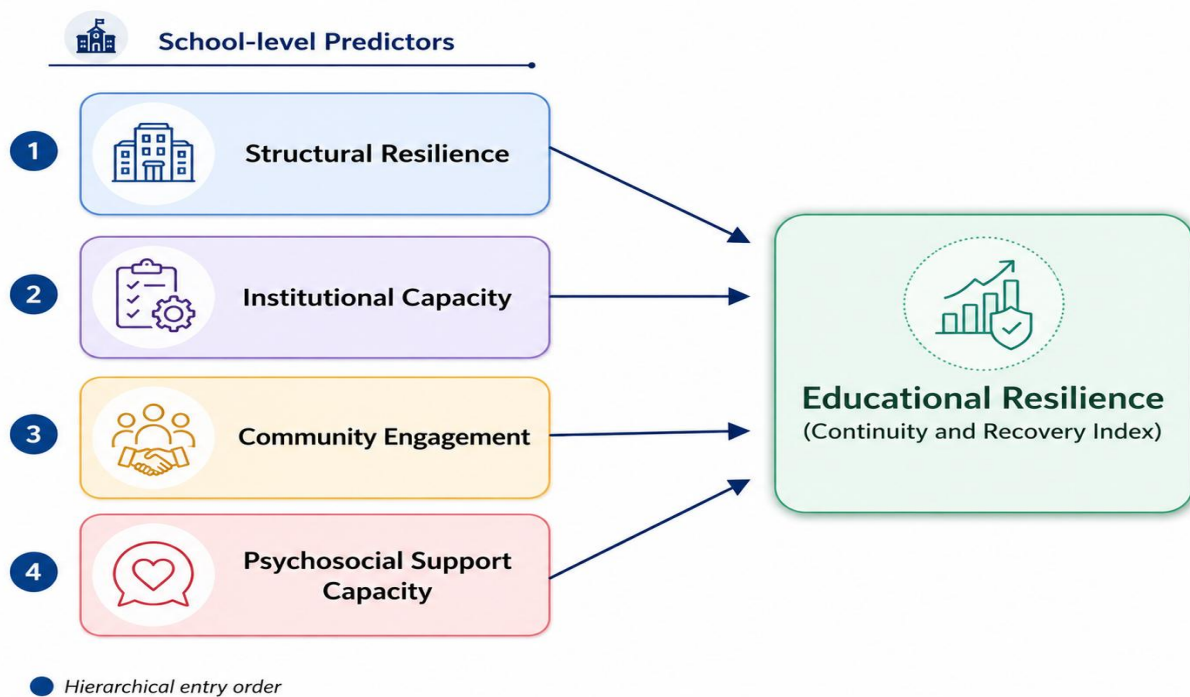 School-level Predictors
1
Structural Resilience
2
Institutional Capacity
3
Community Engagement
4
Psychosocial Support
Capacity
Educational Resilience
(Continuity and Recovery Index)
Hierarchical entry order